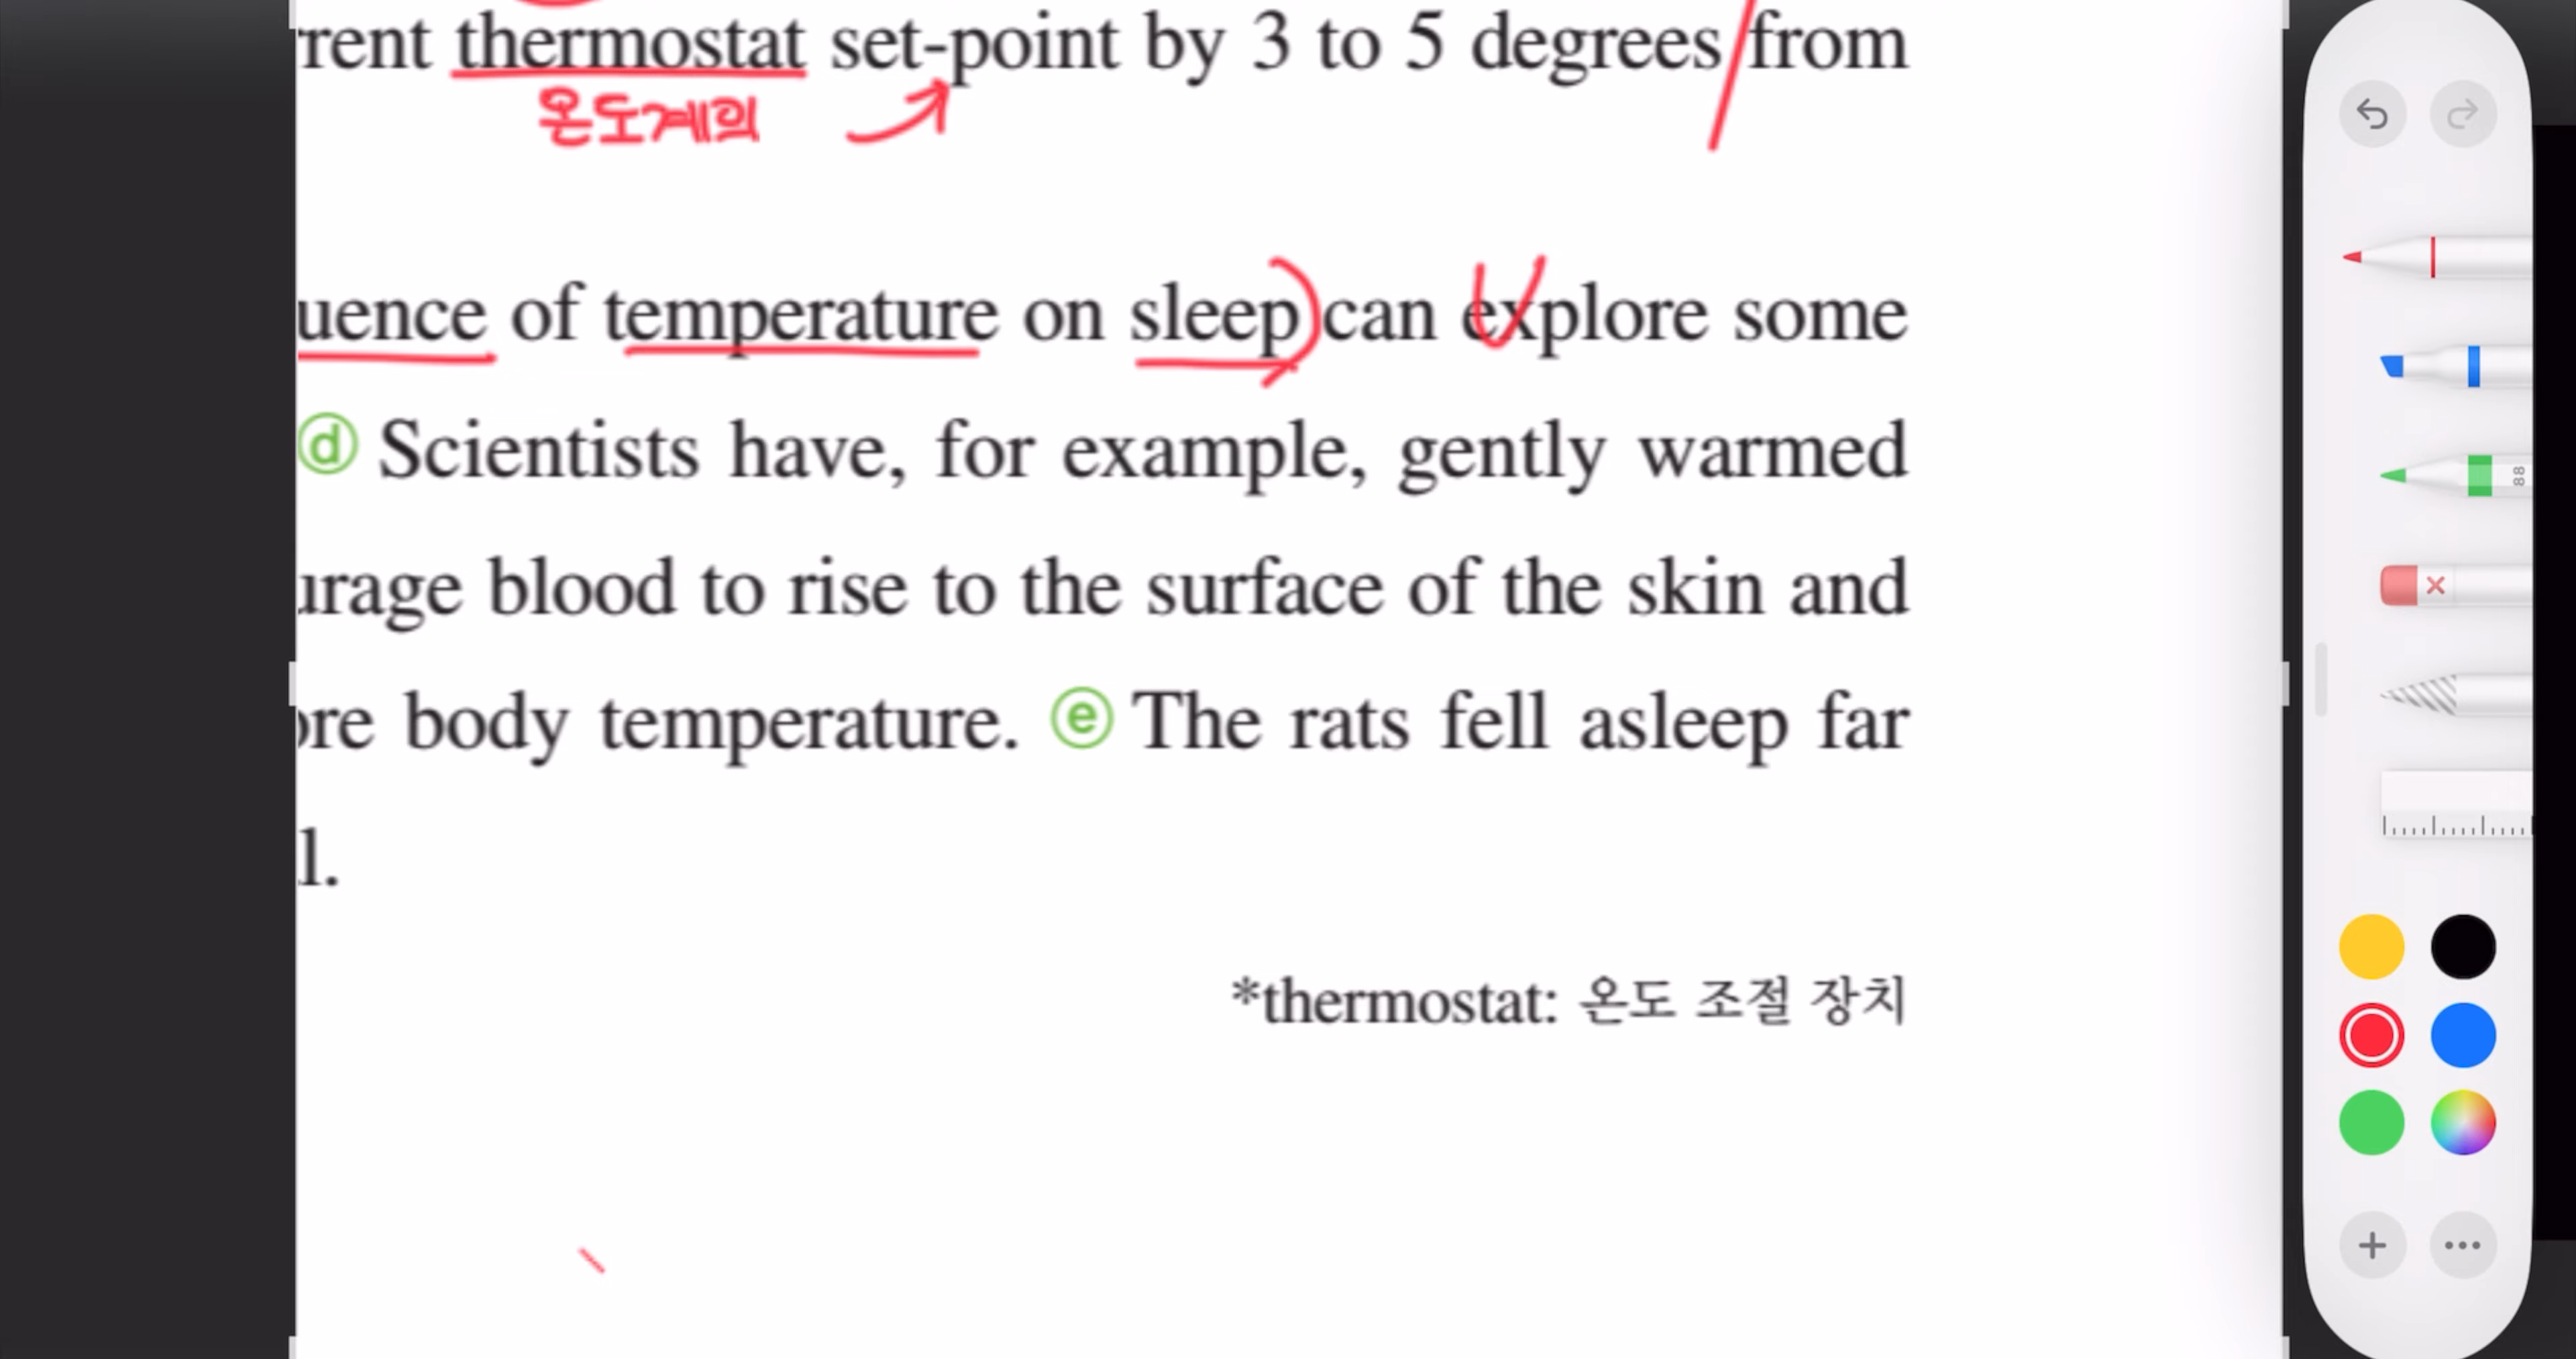 rent thermostat set-point by 3 to 5 degrees from
온도계의
uence of temperature on sleep can explore some
ⓓ Scientists have, for example, gently warmed
urage blood to rise to the surface of the skin and
ore body temperature. ⓔ The rats fell asleep far
l.
*thermostat: 온도 조절 장치
88